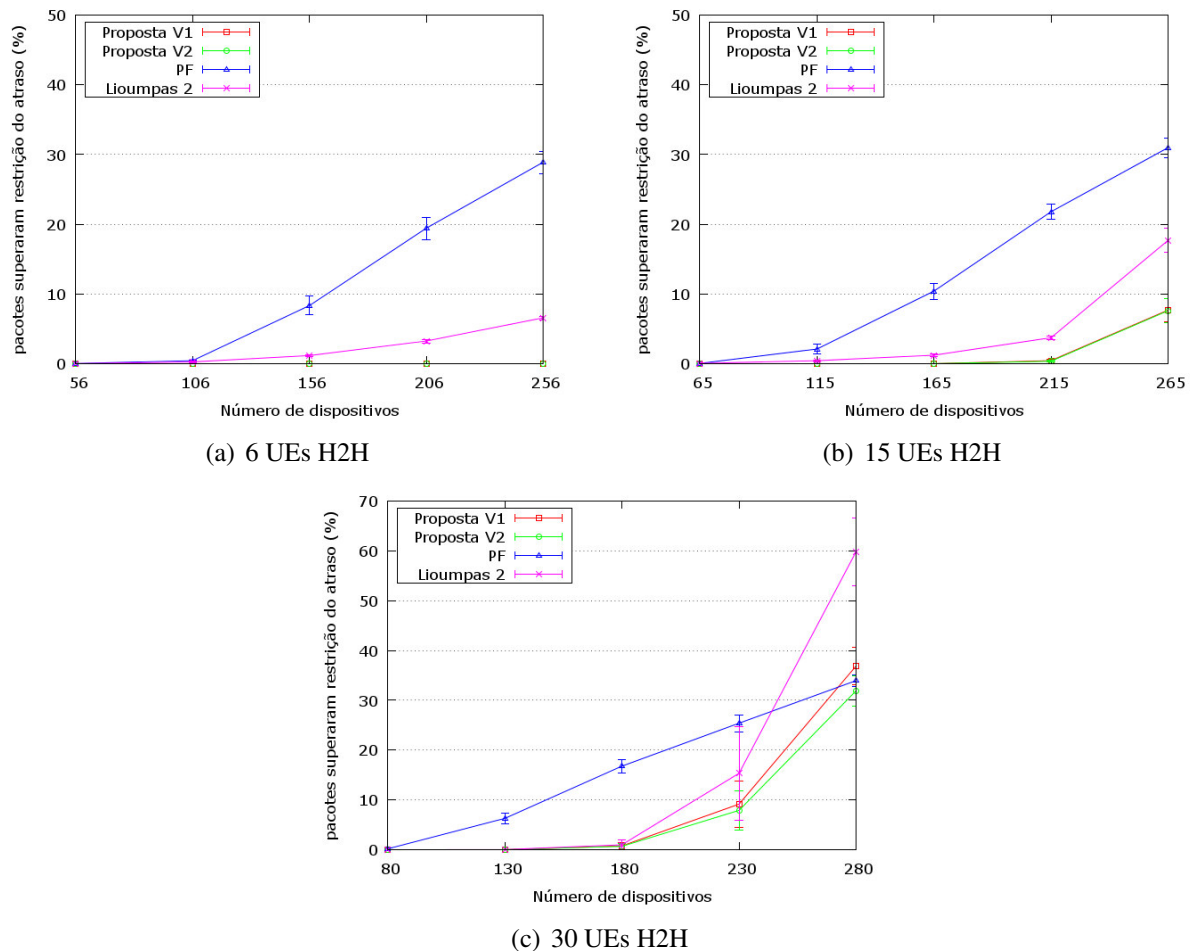 50
40
30
20
10
0
pacotes superaram restrição do atraso (%)
Proposta V1
Proposta V2
PF
Lioumpas 2
56 106 156 206 256
Número de dispositivos
(a) 6 UEs H2H
50
40
30
20
10
0
pacotes superaram restrição do atraso (%)
Proposta V1
Proposta V2
PF
Lioumpas 2
65 115 165 215 265
Número de dispositivos
(b) 15 UEs H2H
70
60
50
40
30
20
10
0
pacotes superaram restrição do atraso (%)
Proposta V1
Proposta V2
PF
Lioumpas 2
80 130 180 230 280
Número de dispositivos
(c) 30 UEs H2H